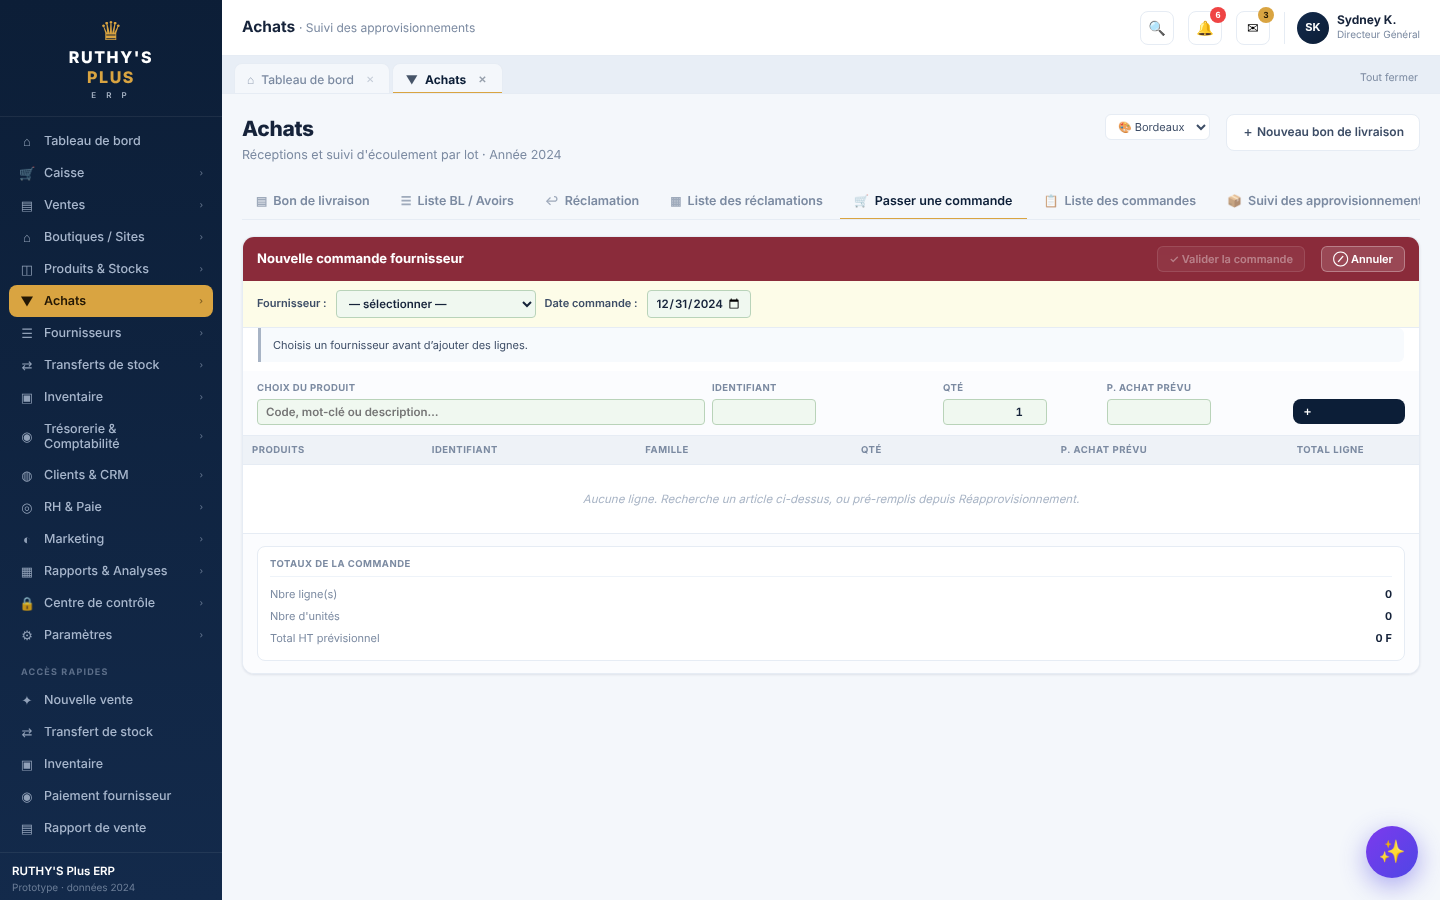 RUTHY'S
PLUS
E R P
Tableau de bord
Caisse
Ventes
Boutiques / Sites
Produits & Stocks
Achats
Fournisseurs
Transferts de stock
Inventaire
Trésorerie &
Comptabilité
Clients & CRM
RH & Paie
Marketing
Rapports & Analyses
Centre de contrôle
Paramètres
ACCÈS RAPIDES
Nouvelle vente
Transfert de stock
Inventaire
Paiement fournisseur
Rapport de vente
RUTHY'S Plus ERP
Prototype · données 2024
Achats · Suivi des approvisionnements
6
3
SK
Sydney K.
Directeur Général
Tableau de bord ×
Achats ×
Tout fermer
Achats
Réceptions et suivi d'écoulement par lot · Année 2024
Bordeaux
+ Nouveau bon de livraison
Bon de livraison
Liste BL / Avoirs
Réclamation
Liste des réclamations
Passer une commande
Liste des commandes
Suivi des approvisionnement
Nouvelle commande fournisseur
✓ Valider la commande
Annuler
Fournisseur : — sélectionner — Date commande : 12/31/2024
Choisis un fournisseur avant d'ajouter des lignes.
CHOIX DU PRODUIT IDENTIFIANT QTÉ P. ACHAT PRÉVU
Code, mot-clé ou description... 1 +
PRODUITS IDENTIFIANT FAMILLE QTÉ P. ACHAT PRÉVU TOTAL LIGNE
Aucune ligne. Recherche un article ci-dessus, ou pré-remplis depuis Réapprovisionnement.
TOTAUX DE LA COMMANDE
Nbre ligne(s) 0
Nbre d'unités 0
Total HT prévisionnel 0 F